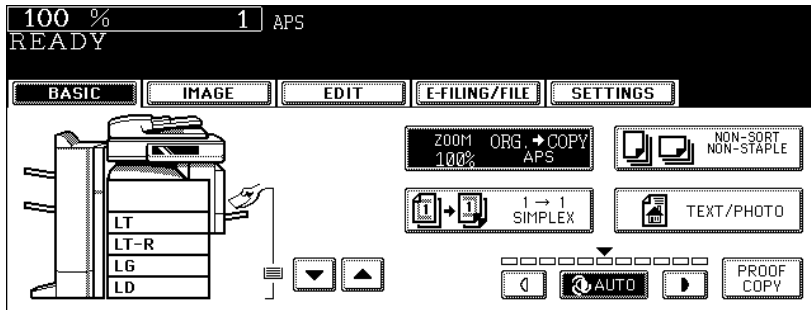 100 % 1 APS
READY
BASIC IMAGE EDIT E-FILING/FILE SETTINGS
ZOOM ORG. → COPY
100% APS
NON-SORT
NON-STAPLE
1 → 1
SIMPLEX
TEXT/PHOTO
LT
LT-R
LG
LD
AUTO
PROOF
COPY